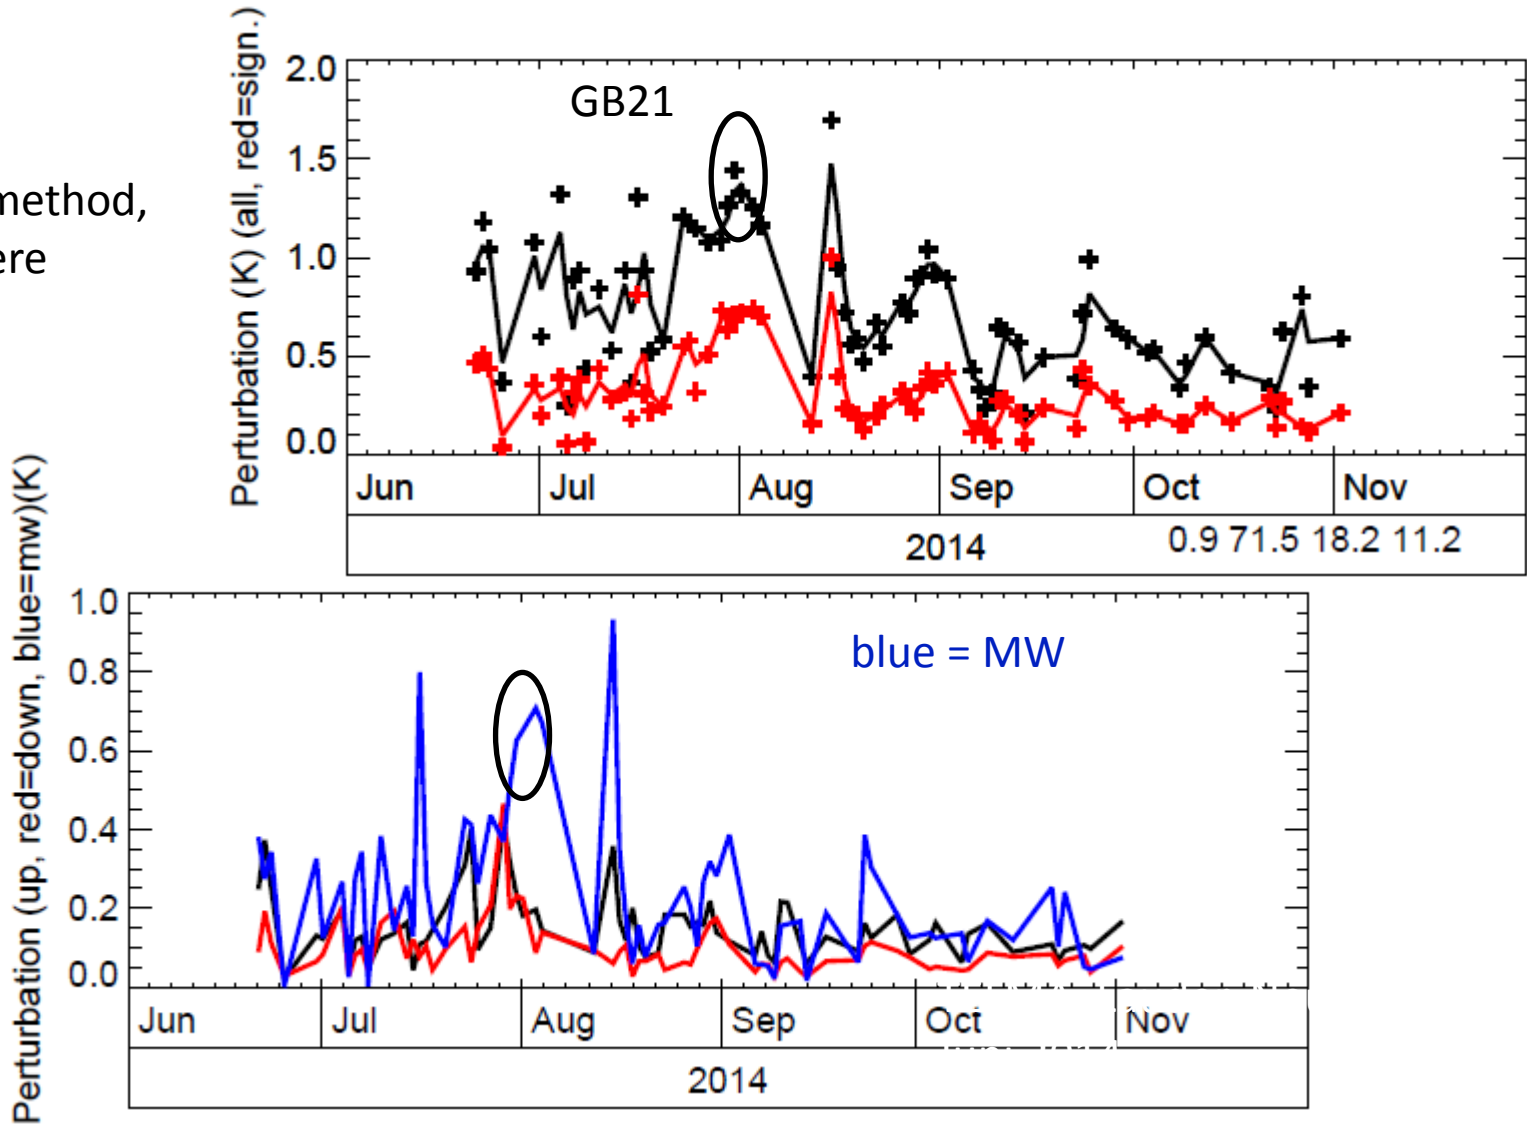 method,
ere
Perturbation (K) (all, red=sign.)
2.0
1.5
1.0
0.5
0.0
GB21
Jun
Jul
Aug
Sep
Oct
Nov
2014
0.9 71.5 18.2 11.2
Perturbation (up, red=down, blue=mw)(K)
1.0
0.8
0.6
0.4
0.2
0.0
blue = MW
Jun
Jul
Aug
Sep
Oct
Nov
2014